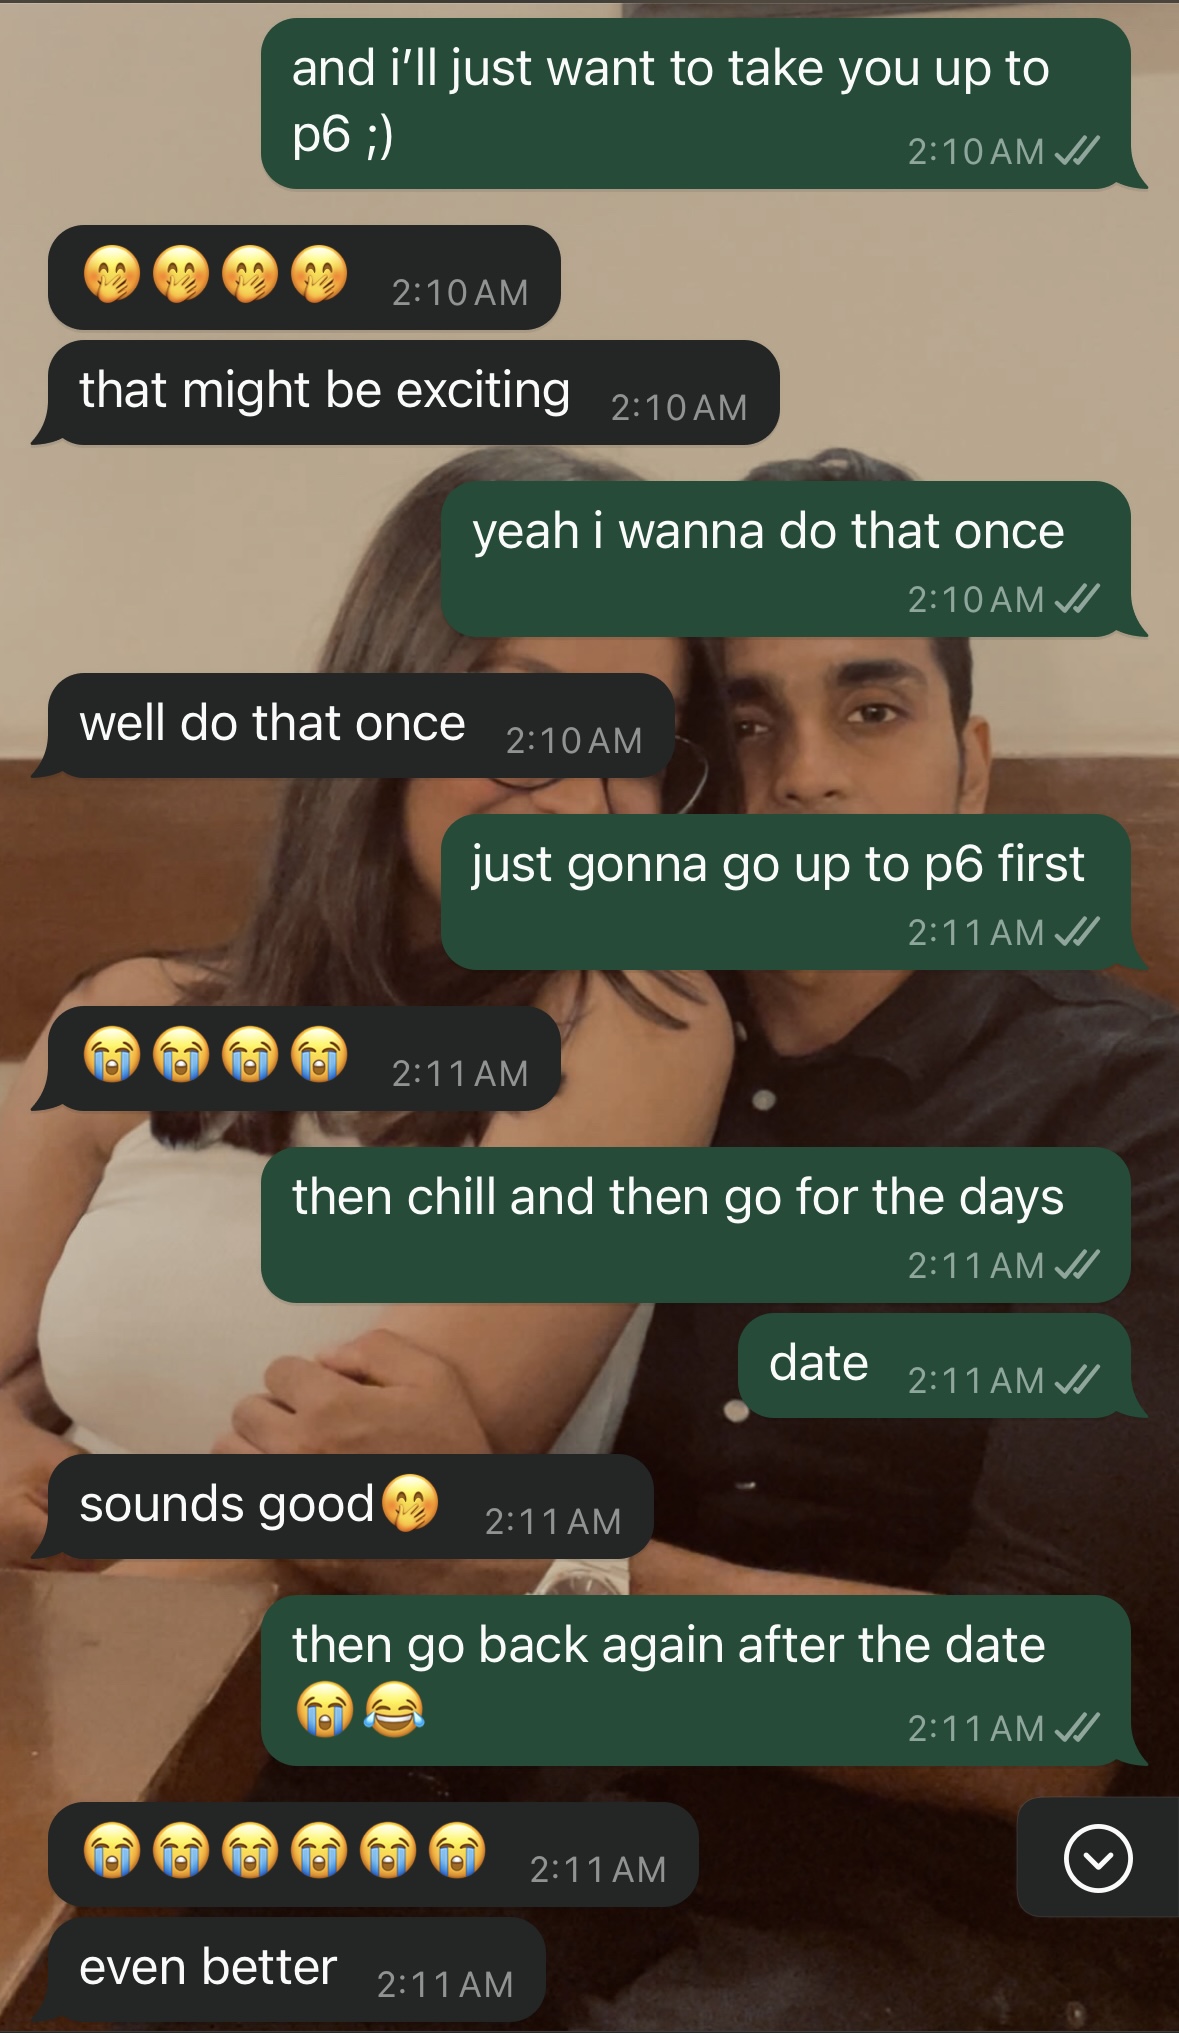 and i’ll just want to take you up to
p6 ;)
2:10 AM
🤭🤭🤭🤭 2:10 AM
that might be exciting 2:10 AM
yeah i wanna do that once
2:10 AM
well do that once 2:10 AM
just gonna go up to p6 first
2:11 AM
😭😭😭😭 2:11 AM
then chill and then go for the days
2:11 AM
date 2:11 AM
sounds good🤭 2:11 AM
then go back again after the date
😭😂 2:11 AM
😭😭😭😭😭😭 2:11 AM
even better 2:11 AM